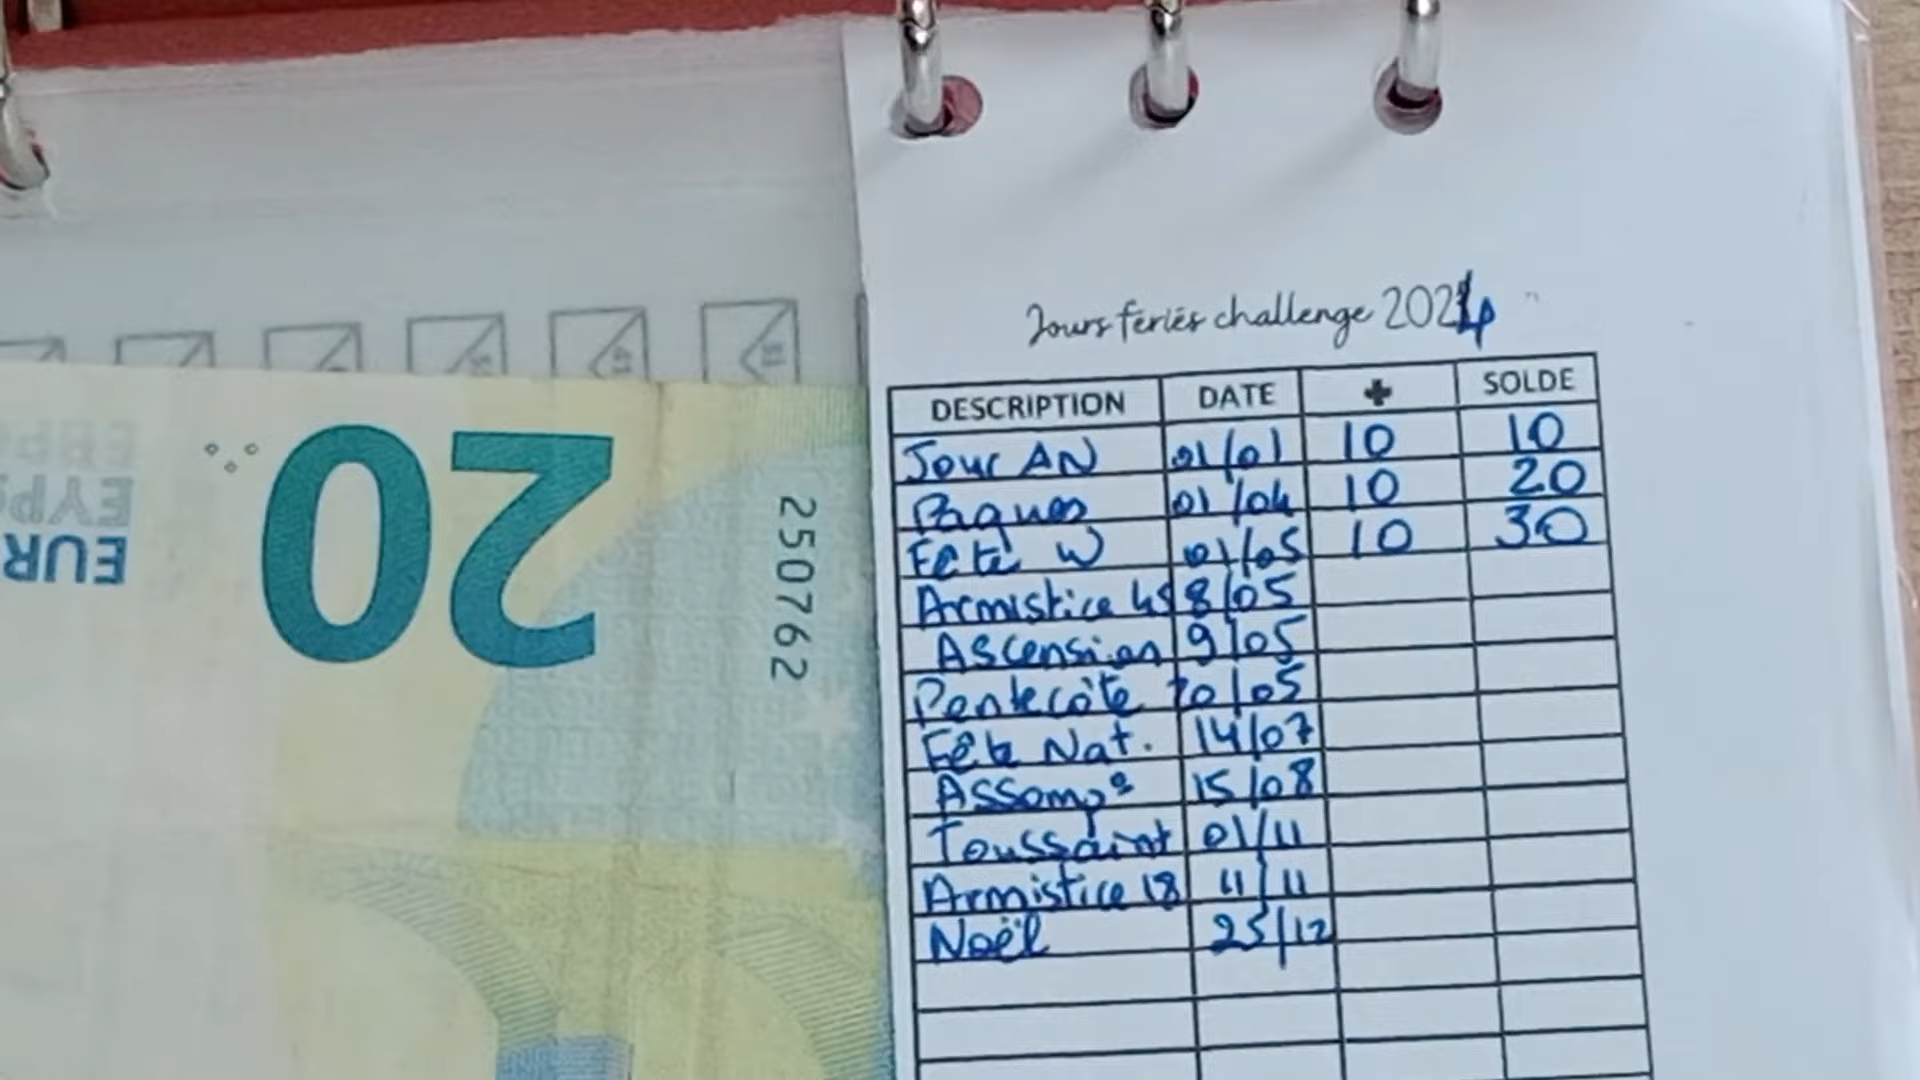 Jours fériés challenge 2024
DESCRIPTION DATE + SOLDE
Jour AN 01/01 10 10
Paques 01/04 10 20
Fête W 01/05 10 30
Armistice 45 8/05
Ascension 9/05
Pentecôte 20/05
Fête Nat. 14/07
Assomp° 15/08
Toussaint 01/11
Armistice 18 11/11
Noël 25/12
20
250762
EUR
EYP